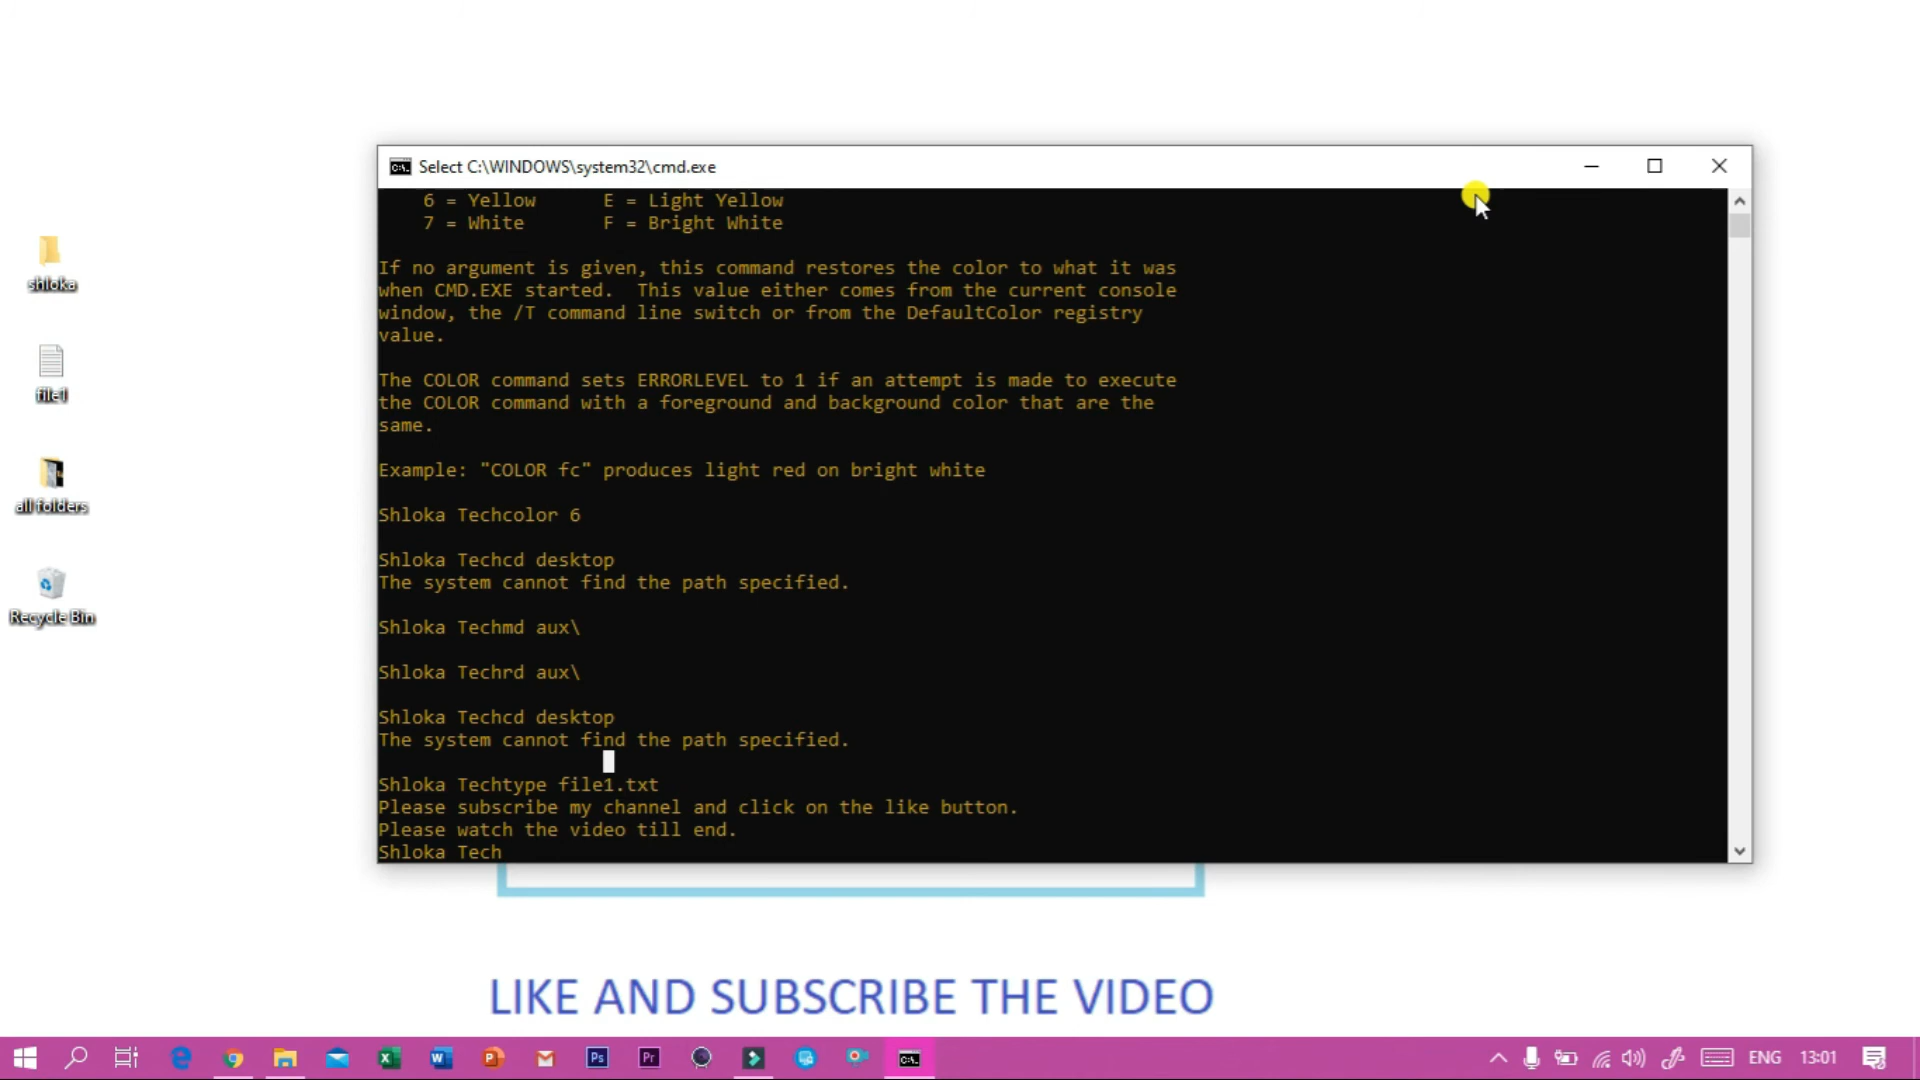 Select C:\WINDOWS\system32\cmd.exe
6 = Yellow E = Light Yellow
7 = White F = Bright White
If no argument is given, this command restores the color to what it was
when CMD.EXE started. This value either comes from the current console
window, the /T command line switch or from the DefaultColor registry
value.
The COLOR command sets ERRORLEVEL to 1 if an attempt is made to execute
the COLOR command with a foreground and background color that are the
same.
Example: "COLOR fc" produces light red on bright white
Shloka Techcolor 6
Shloka Techcd desktop
The system cannot find the path specified.
Shloka Techmd aux\
Shloka Techrd aux\
Shloka Techcd desktop
The system cannot find the path specified.
Shloka Techtype file1.txt
Please subscribe my channel and click on the like button.
Please watch the video till end.
Shloka Tech
shloka
file1
all folders
Recycle Bin
LIKE AND SUBSCRIBE THE VIDEO
ENG 13:01